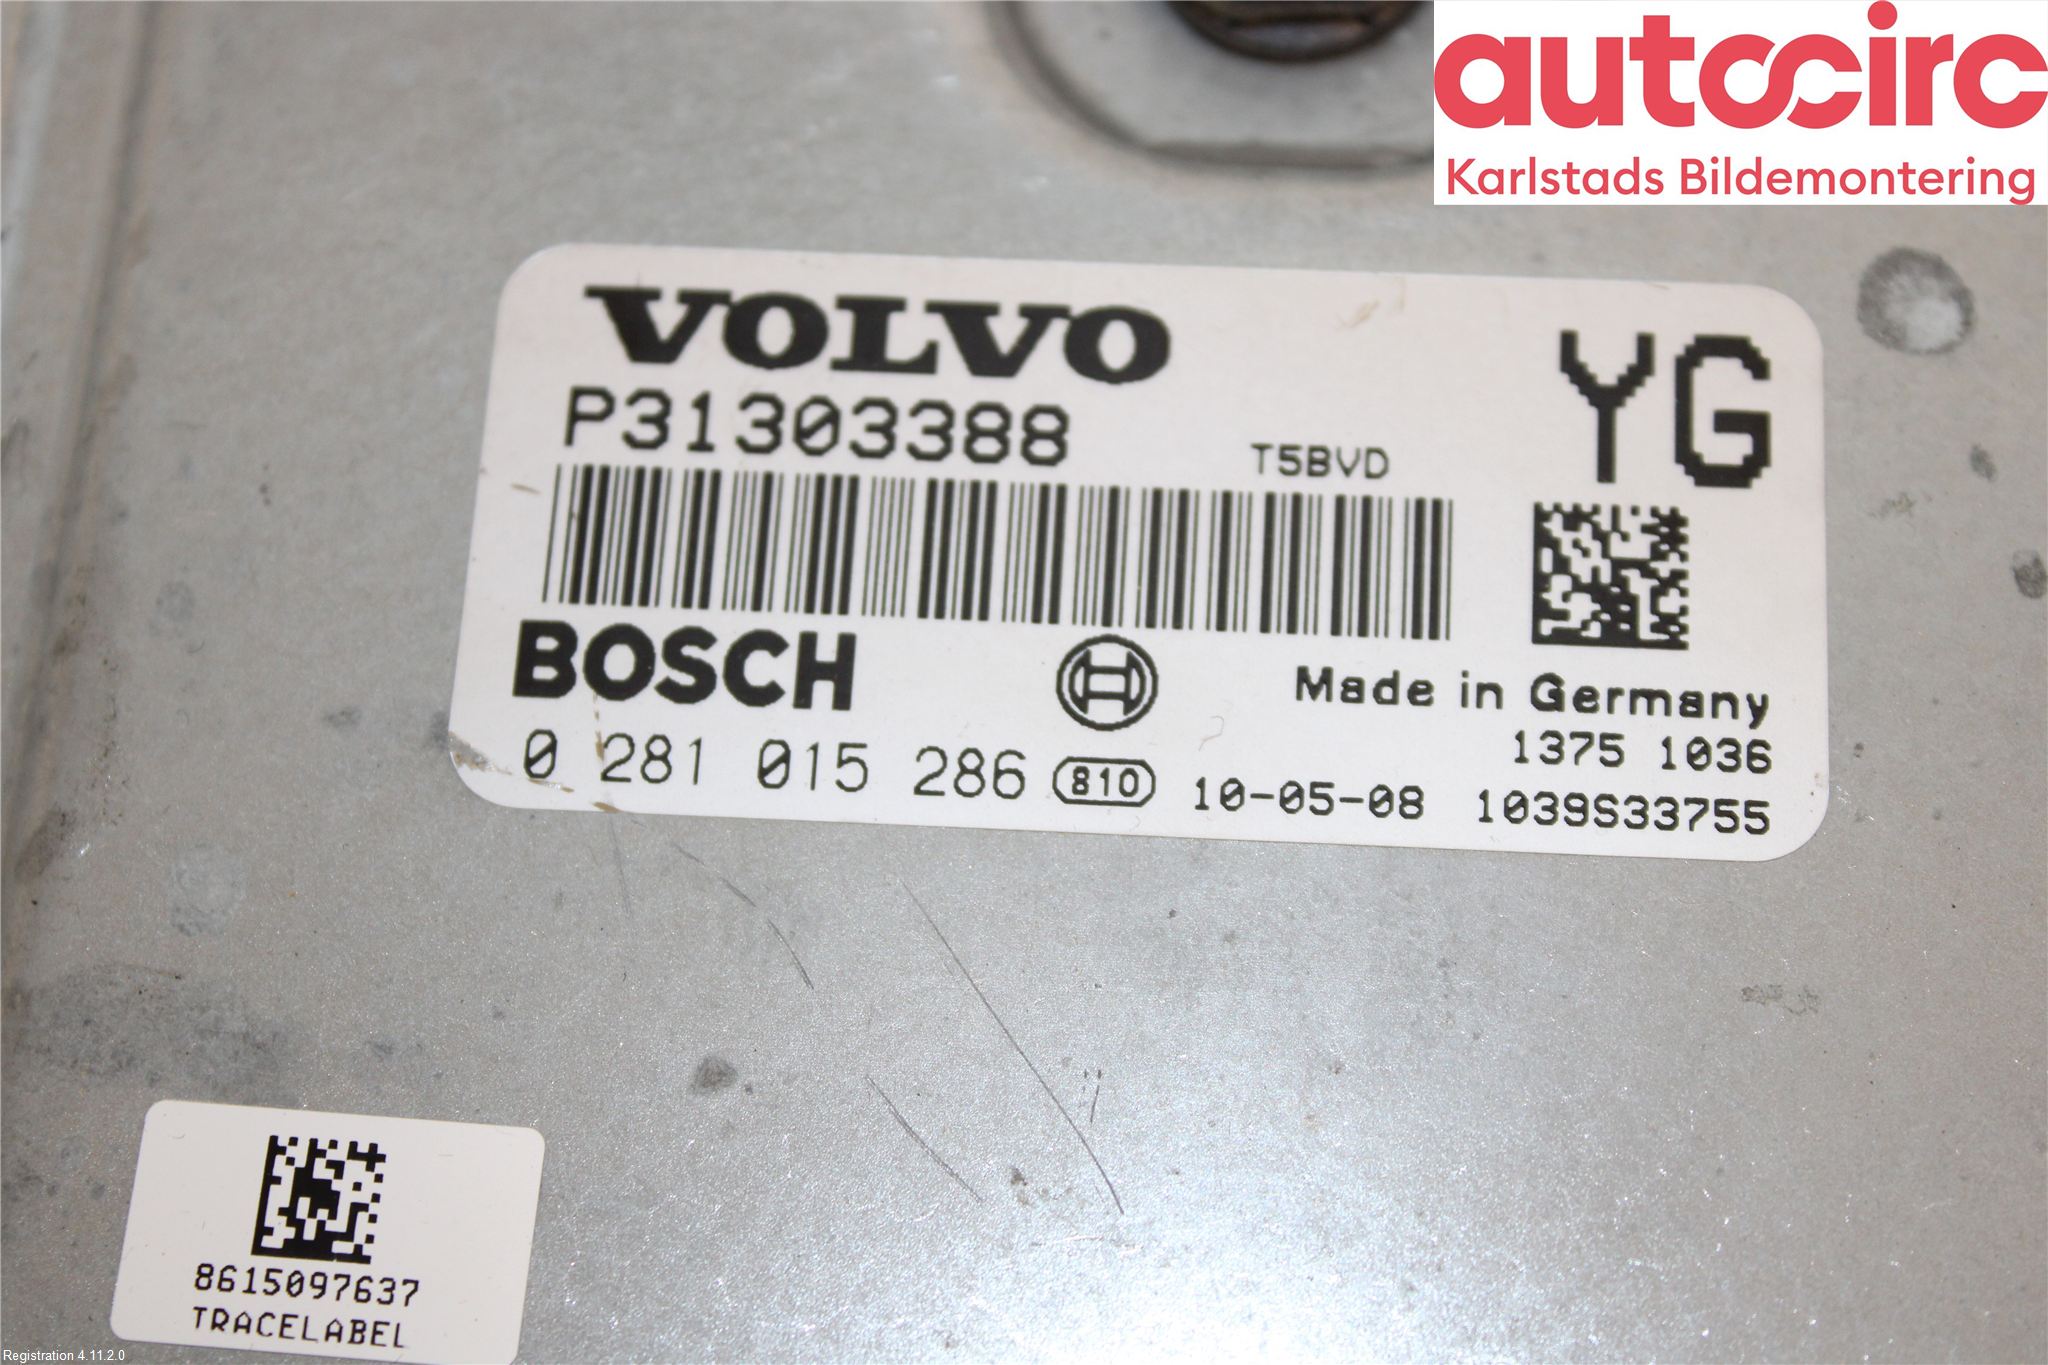 autocirc
Karlstads Bildemontering
VOLVO
YG
P31303388
T5BVD
BOSCH
Made in Germany
1375 1036
0 281 015 286 810 10-05-08 1039S33755
8615097637
TRACELABEL
Registration 4.11.2.0